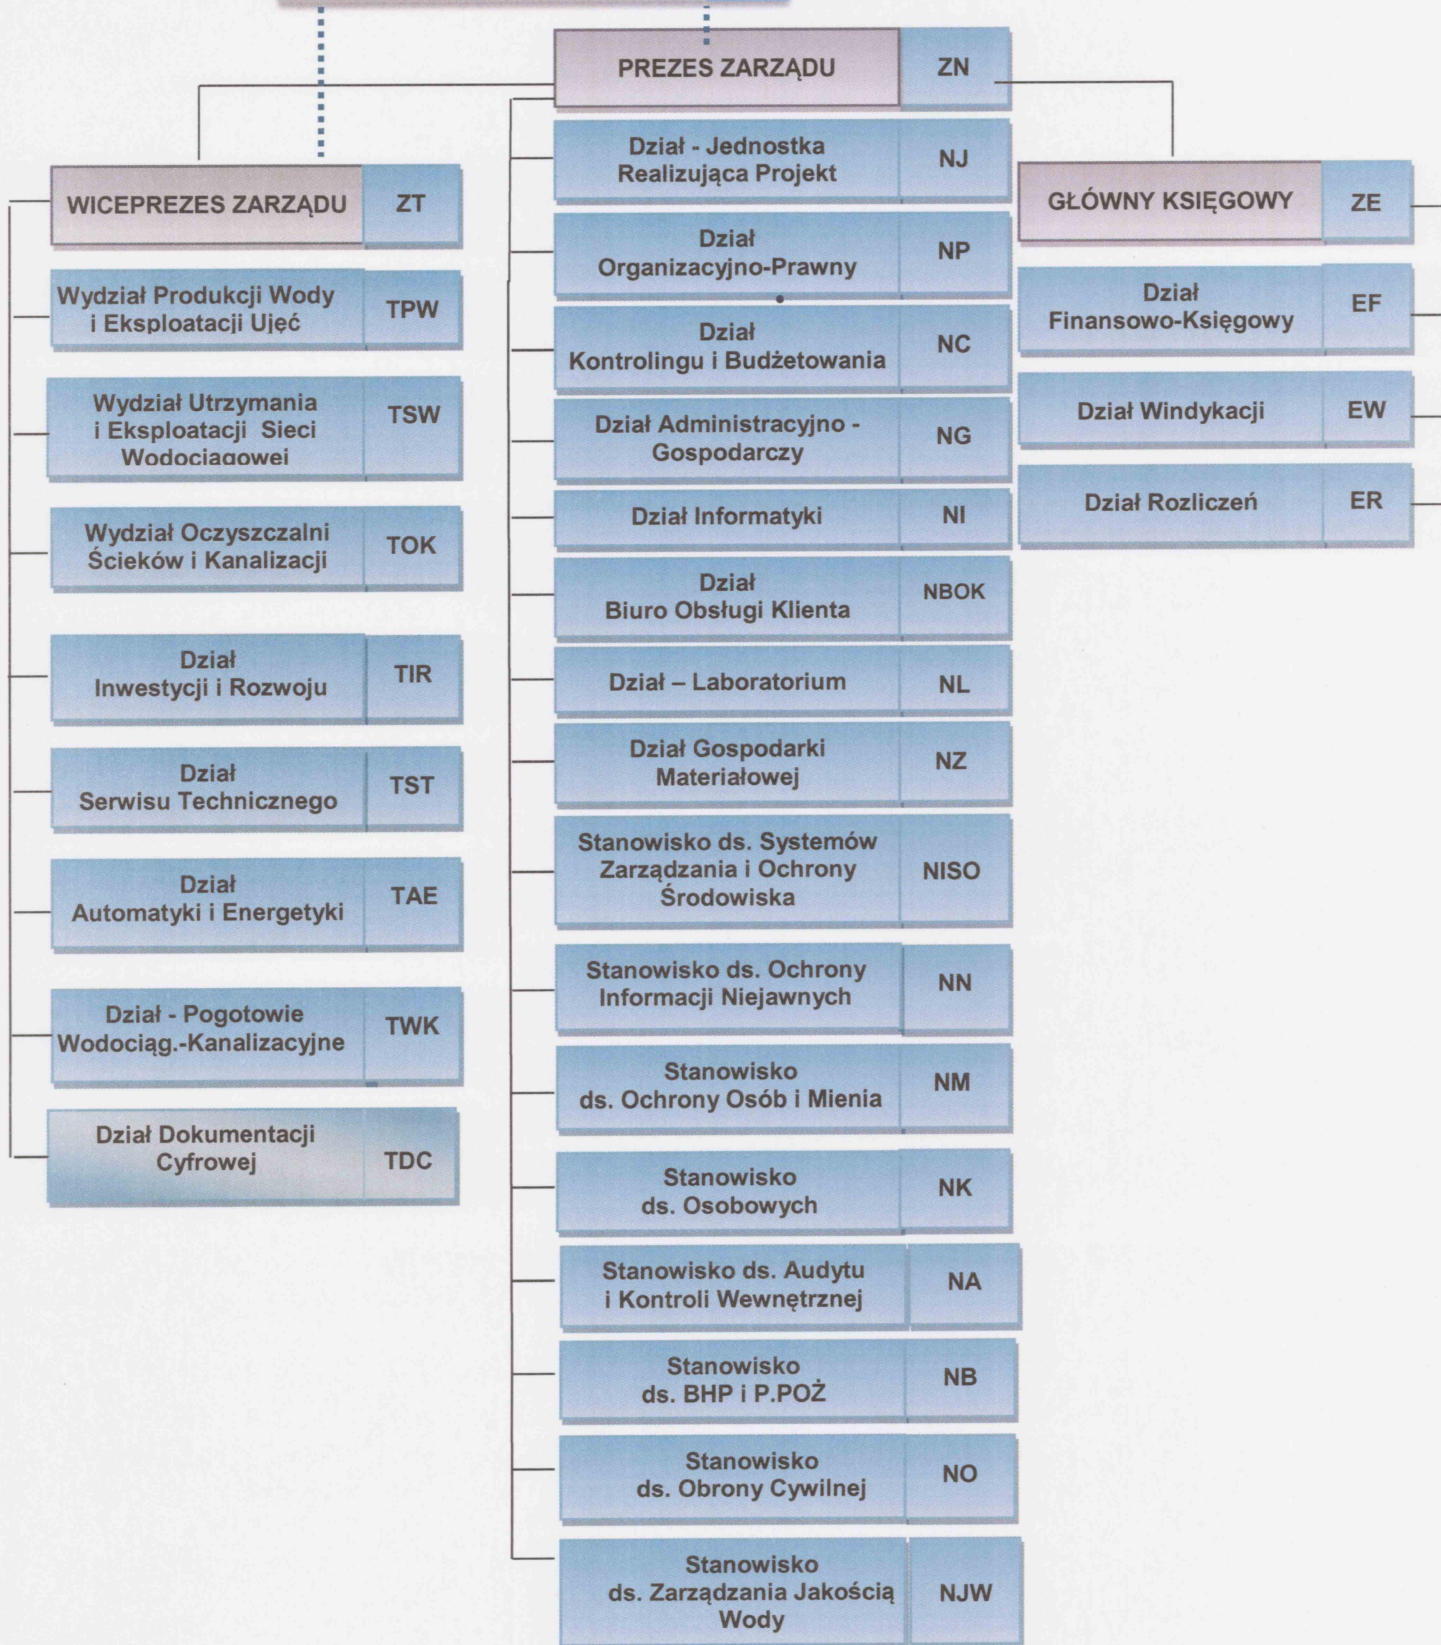 PREZES ZARZĄDU ZN
Dział - Jednostka
Realizująca Projekt
NJ
Dział
Organizacyjno-Prawny
NP
Dział
Kontrolingu i Budżetowania
NC
Dział Administracyjno -
Gospodarczy
NG
Dział Informatyki NI
Dział
Biuro Obsługi Klienta
NBOK
Dział – Laboratorium NL
Dział Gospodarki
Materiałowej
NZ
Stanowisko ds. Systemów
Zarządzania i Ochrony
Środowiska
NISO
Stanowisko ds. Ochrony
Informacji Niejawnych
NN
Stanowisko
ds. Ochrony Osób i Mienia
NM
Stanowisko
ds. Osobowych
NK
Stanowisko ds. Audytu
i Kontroli Wewnętrznej
NA
Stanowisko
ds. BHP i P.POŻ
NB
Stanowisko
ds. Obrony Cywilnej
NO
Stanowisko
ds. Zarządzania Jakością
Wody
NJW
WICEPREZES ZARZĄDU ZT
Wydział Produkcji Wody
i Eksploatacji Ujęć
TPW
Wydział Utrzymania
i Eksploatacji Sieci
Wodociągowej
TSW
Wydział Oczyszczalni
Ścieków i Kanalizacji
TOK
Dział
Inwestycji i Rozwoju
TIR
Dział
Serwisu Technicznego
TST
Dział
Automatyki i Energetyki
TAE
Dział - Pogotowie
Wodociąg.-Kanalizacyjne
TWK
Dział Dokumentacji
Cyfrowej
TDC
GŁÓWNY KSIĘGOWY ZE
Dział
Finansowo-Księgowy
EF
Dział Windykacji EW
Dział Rozliczeń ER